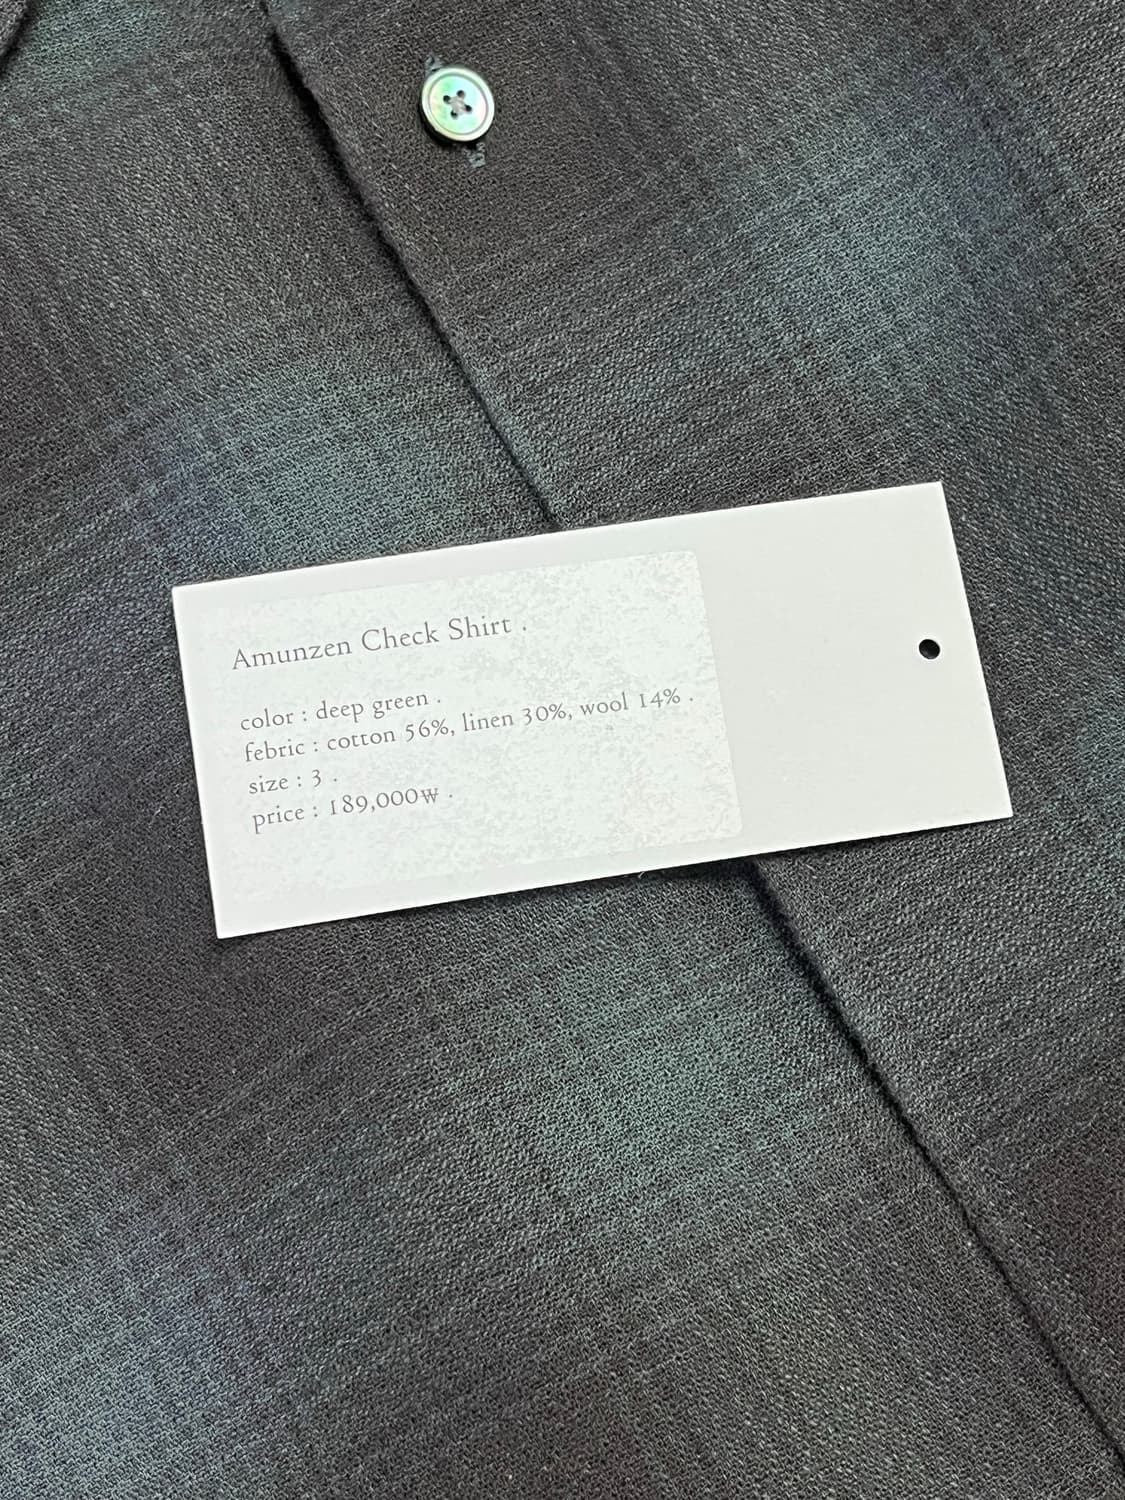 Amunzen Check Shirt .
color : deep green .
febric : cotton 56%, linen 30%, wool 14% .
size : 3 .
price : 189,000₩ .